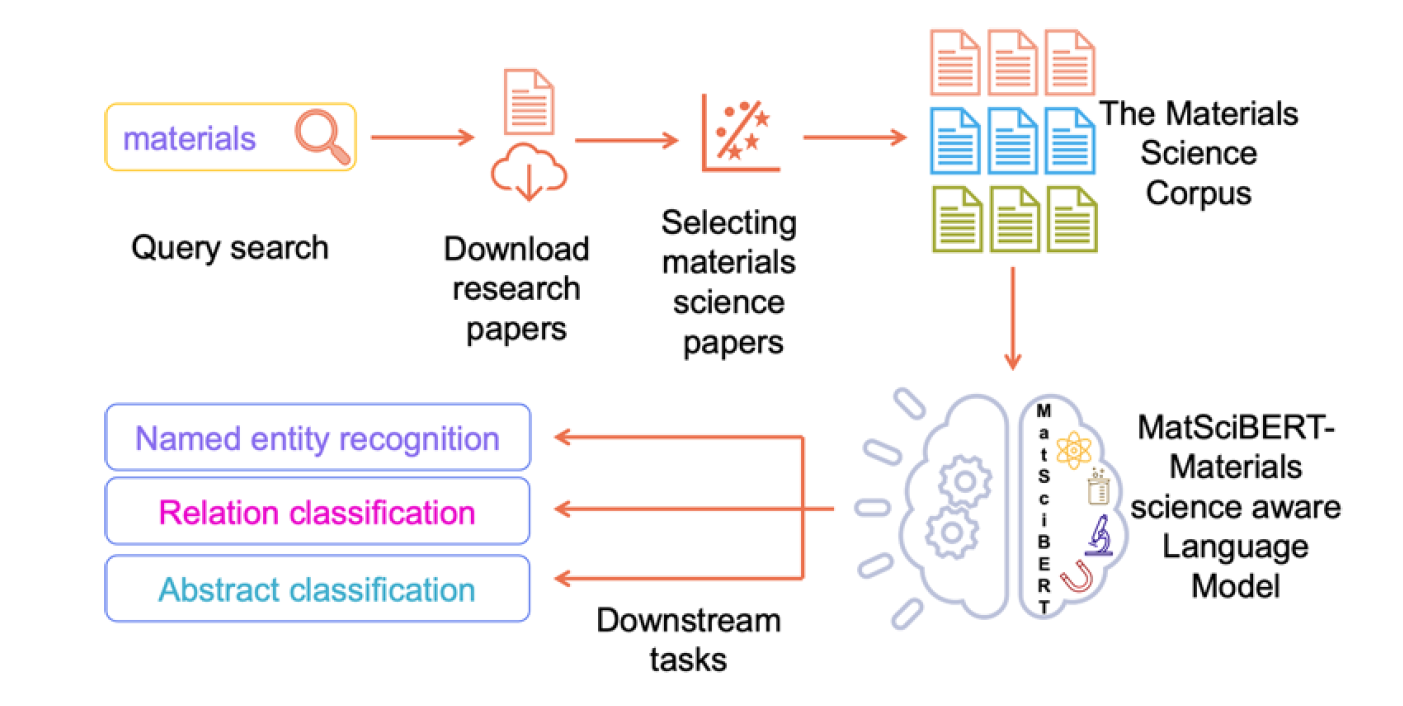 materials
Query search
Download
research
papers
Selecting
materials
science
papers
The Materials
Science
Corpus
MatSciBERT
MatSciBERT-
Materials
science aware
Language
Model
Named entity recognition
Relation classification
Abstract classification
Downstream
tasks